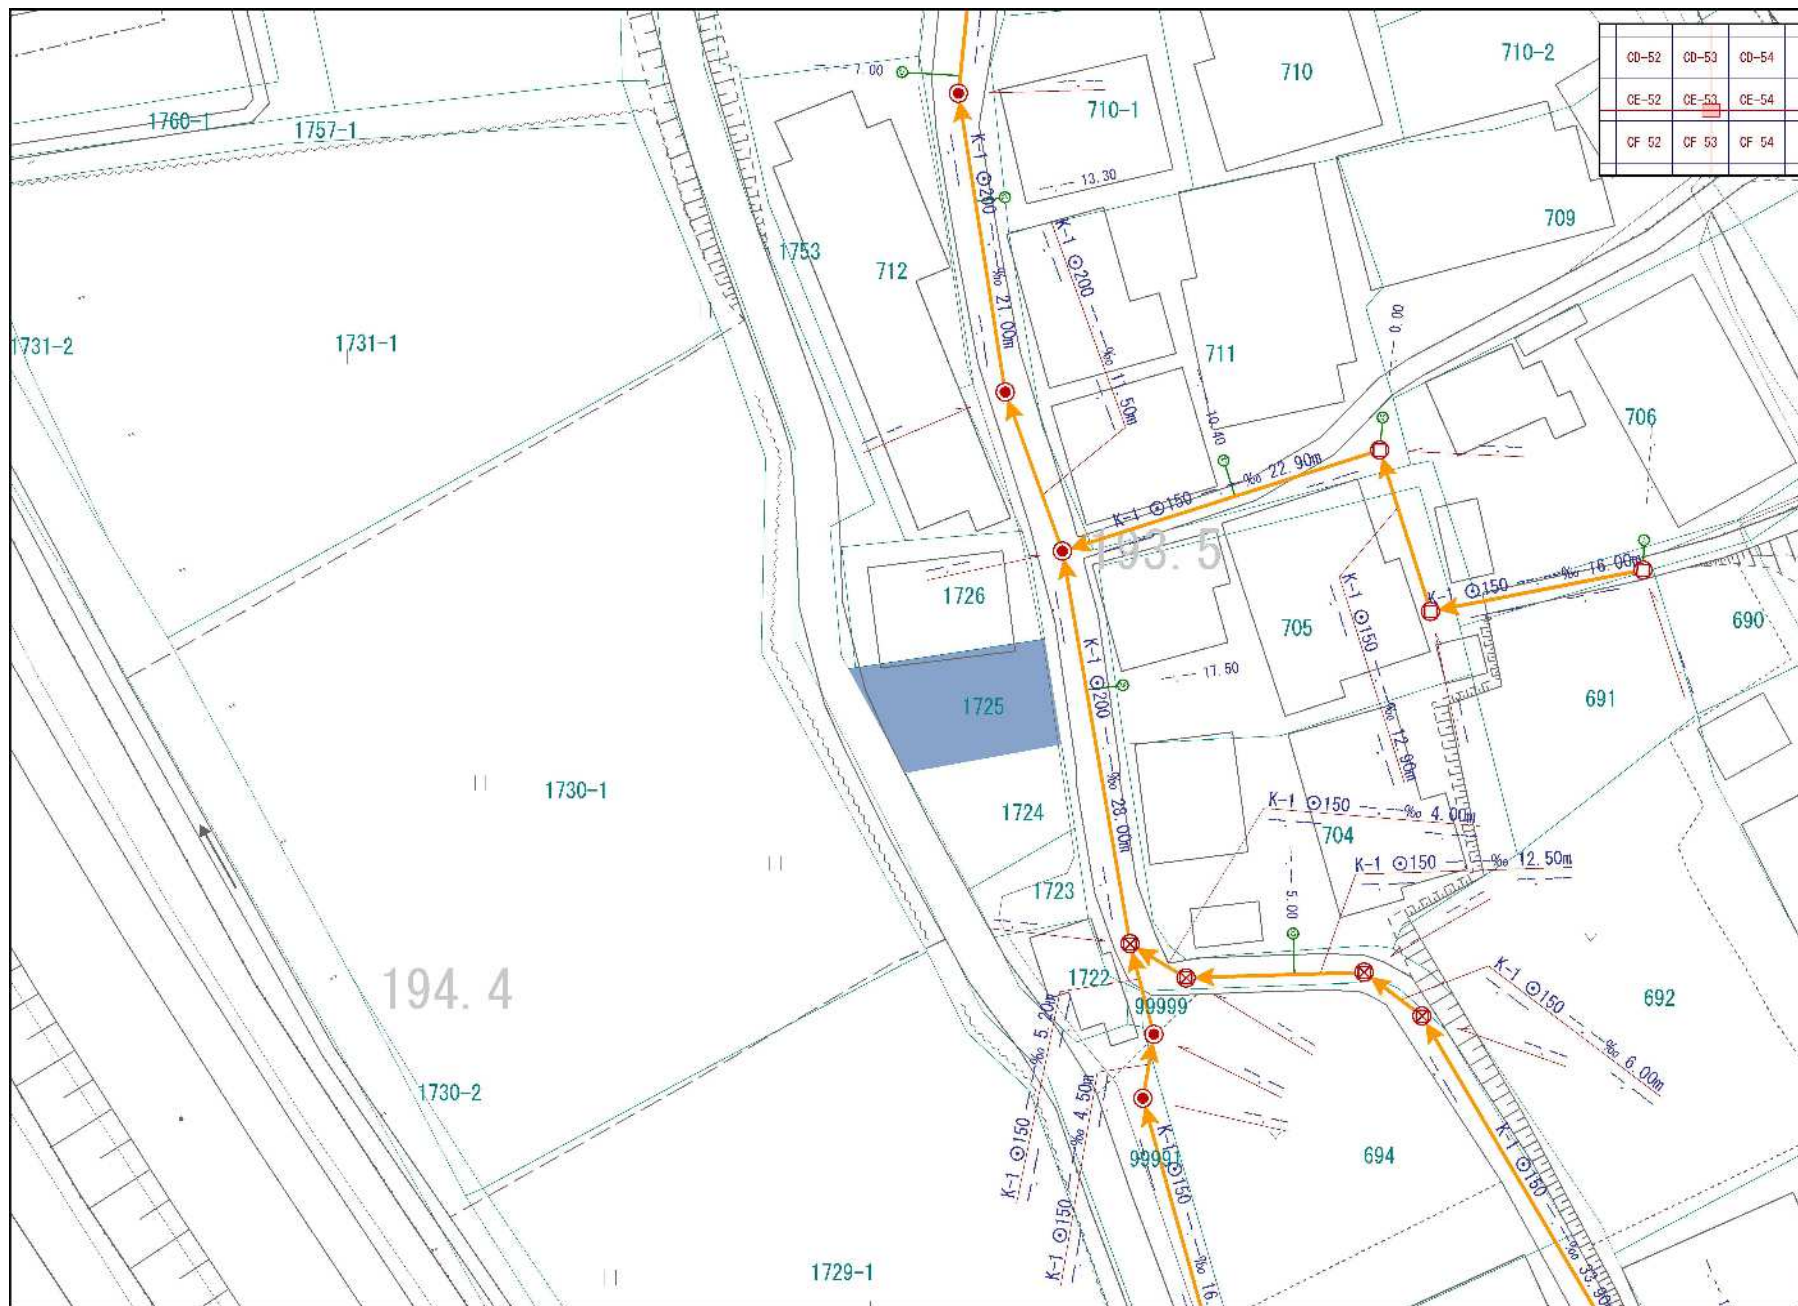 CD-52 CD-53 CD-54
CE-52 CE-53 CE-54
CF 52 CF 53 CF 54
710-2
710
7.00
710-1
1760-1
1757-1
K-1 ⊙200 ‰ 21.00m
13.30
709
1753
712
K-1 ⊙200 ‰ 11.50m
0.00
1731-2
1731-1
711
10.40
706
K-1 ⊙150 ‰ 22.90m
193.5
1726
K-1 ⊙150 ‰ 16.00m
690
705
K-1 ⊙150 ‰ 12.90m
17.50
K-1 ⊙200 ‰ 28.00m
691
1725
1730-1
1724
K-1 ⊙150 ‰ 4.00m
704
K-1 ⊙150 ‰ 12.50m
1723
5.00
194.4
1722
99999
K-1 ⊙150 ‰ 6.00m
692
K-1 ⊙150 ‰ 5.20m
1730-2
K-1 ⊙150 ‰ 4.50m
694
K-1 ⊙150 ‰ 16.
K-1 ⊙150 ‰ 33.90
1729-1